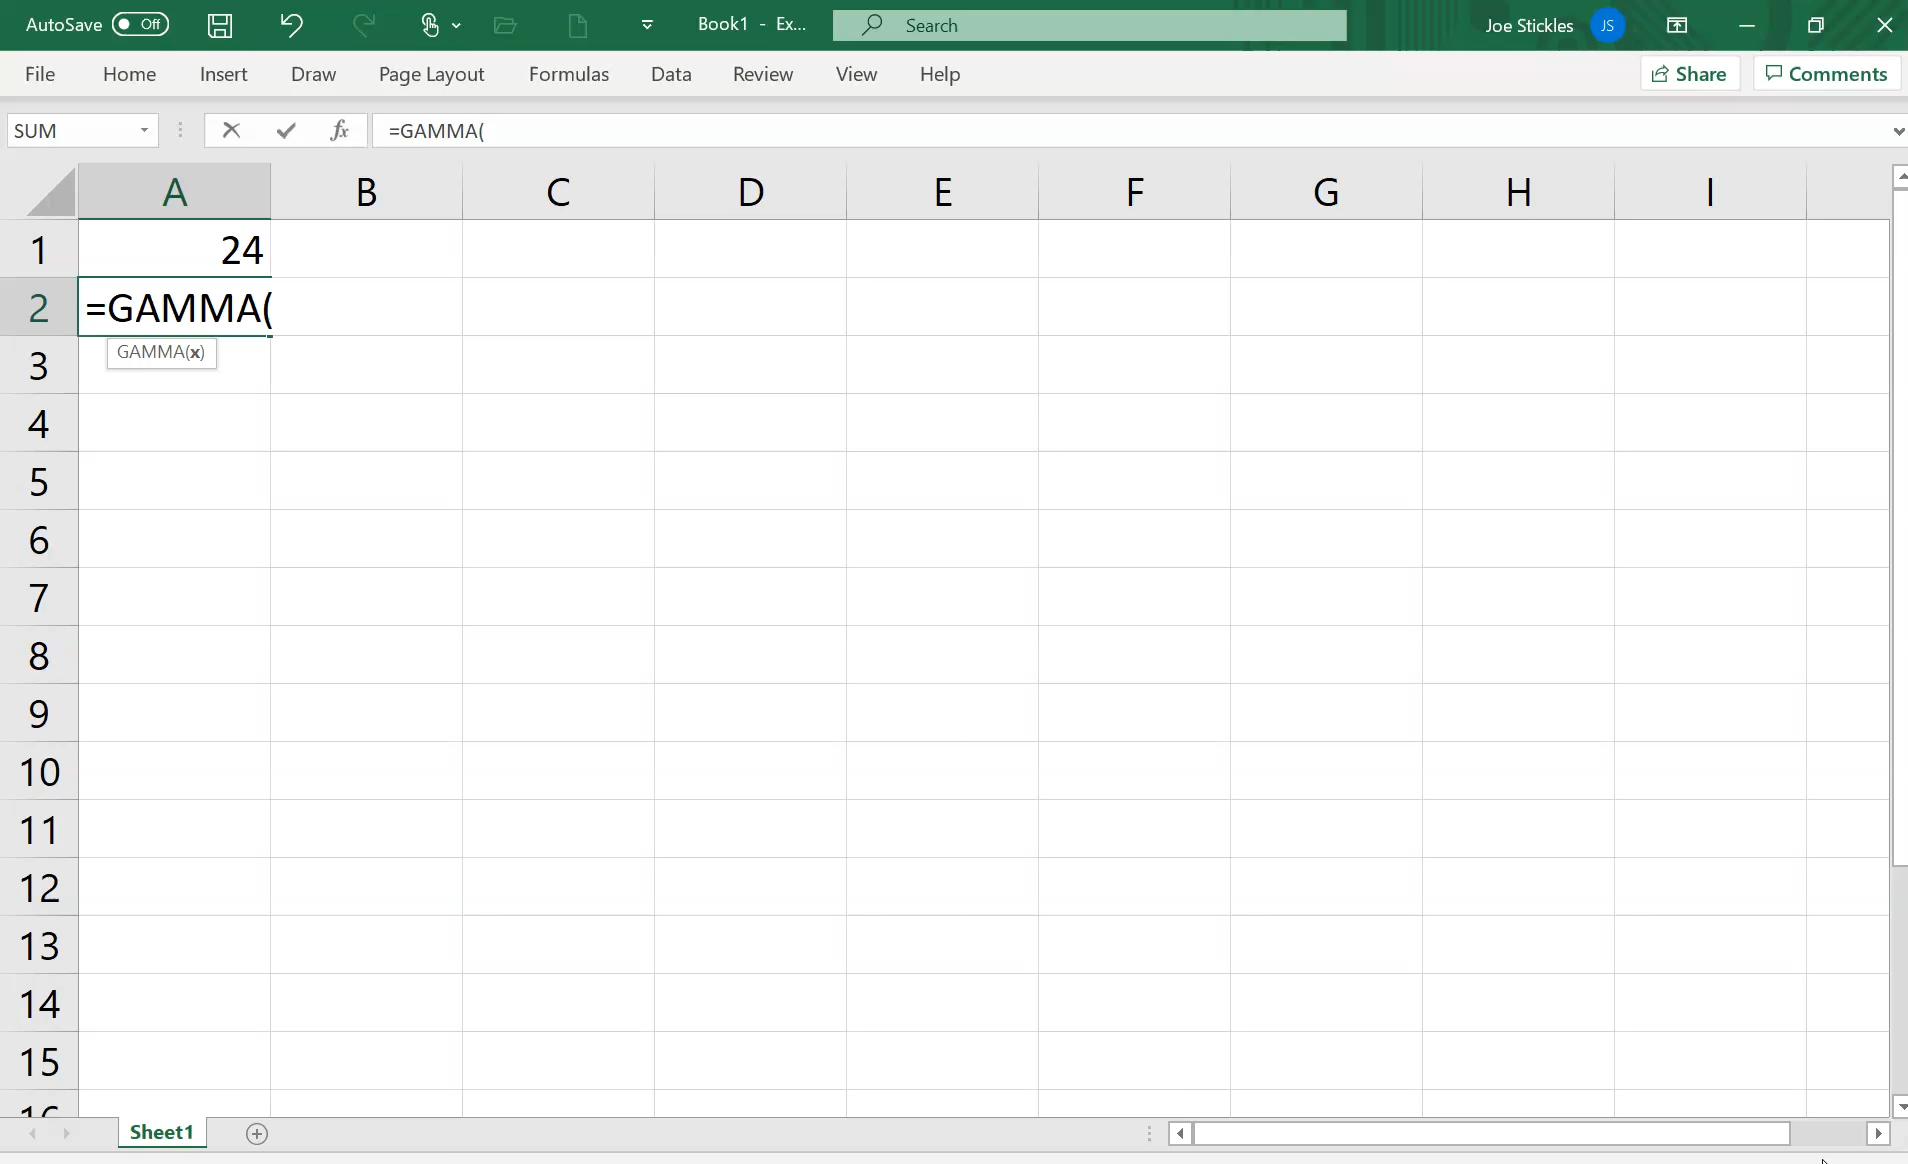 AutoSave Off Book1 - Ex... Search Joe Stickles JS
File Home Insert Draw Page Layout Formulas Data Review View Help Share Comments
SUM fx =GAMMA(
A B C D E F G H I
1 24
2 =GAMMA(
GAMMA(x)
3
4
5
6
7
8
9
10
11
12
13
14
15
16
Sheet1